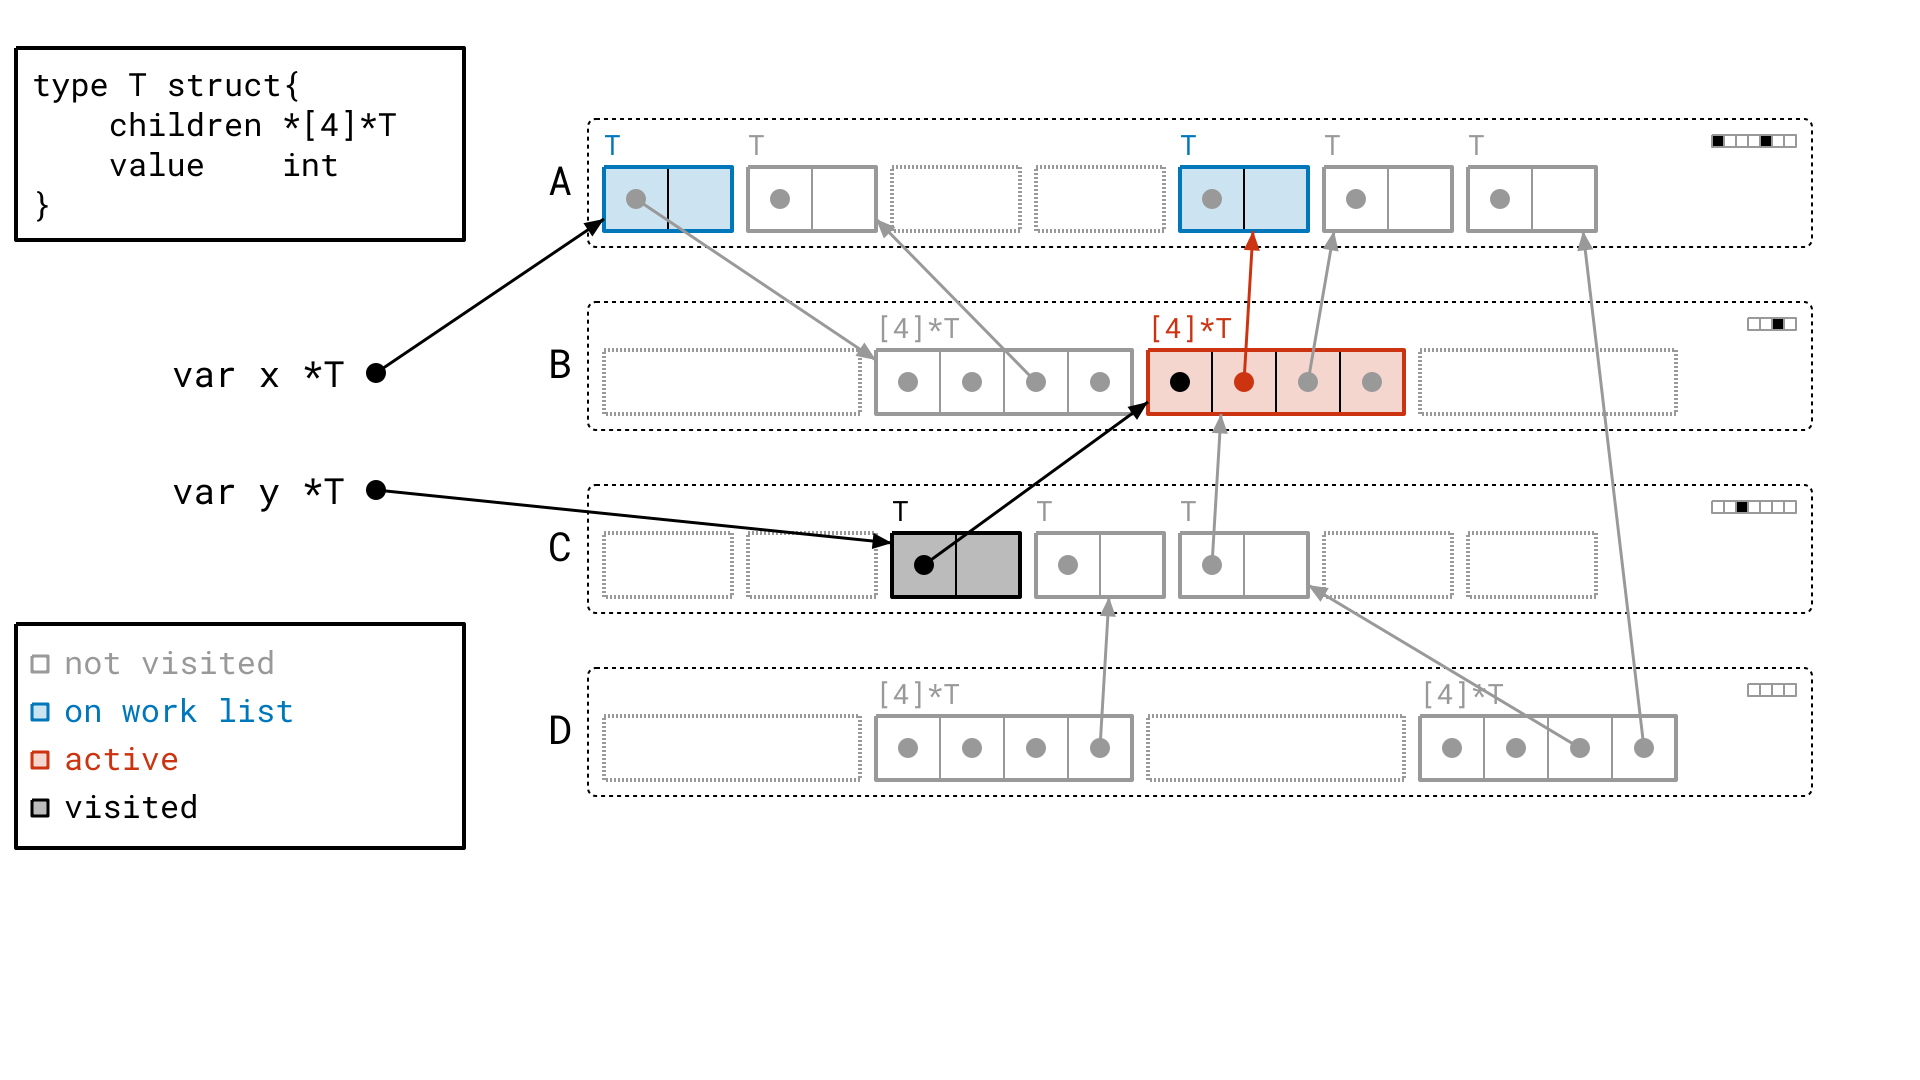 type T struct{
    children *[4]*T
    value    int
}
var x *T
var y *T
not visited
on work list
active
visited
A
T T T T T
B
[4]*T [4]*T
C
T T T
D
[4]*T [4]*T